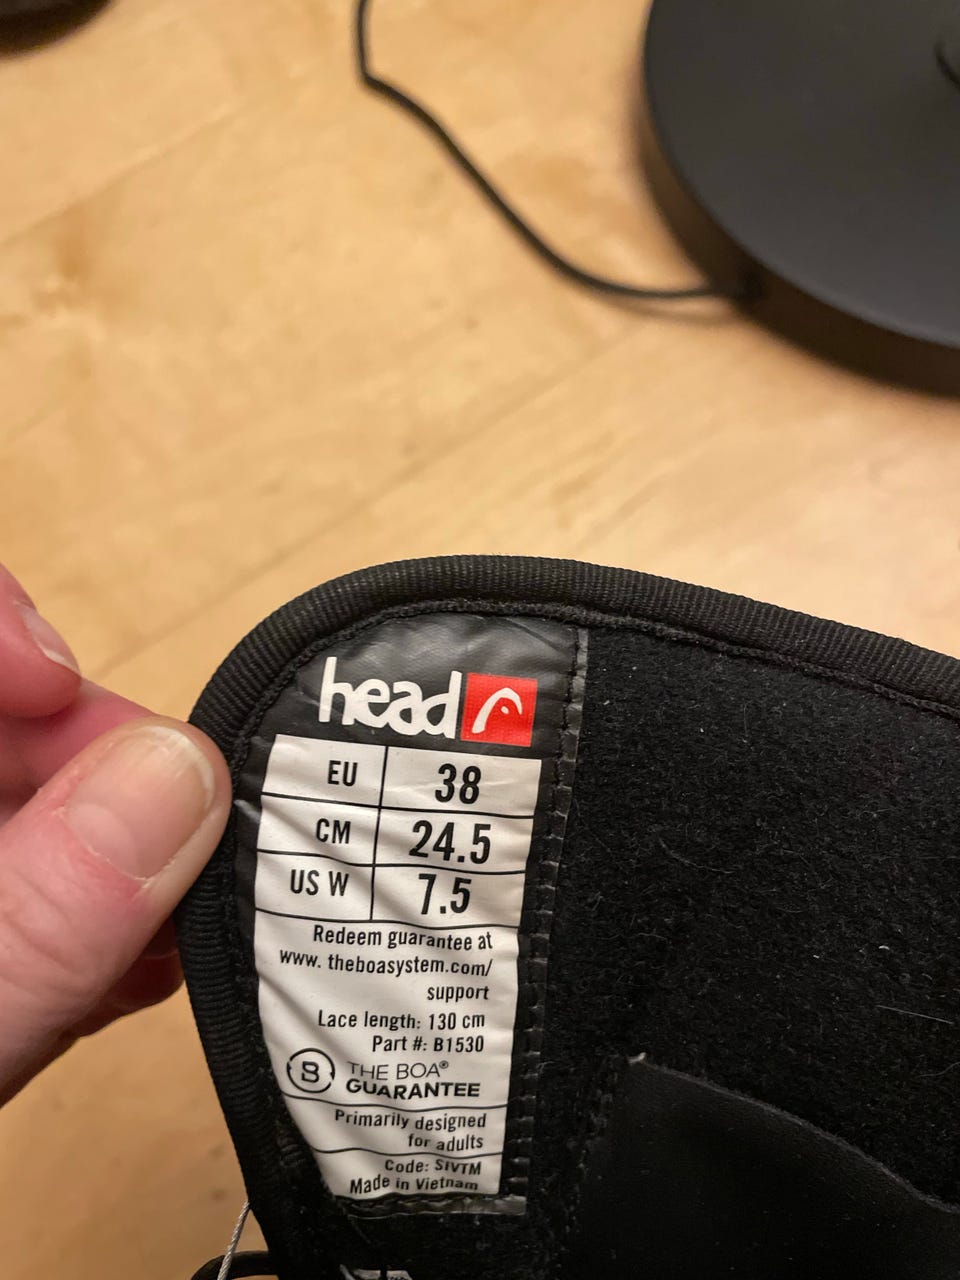 head
EU 38
CM 24.5
US W 7.5
Redeem guarantee at
www. theboasystem.com/
support
Lace length: 130 cm
Part #: B1530
B THE BOA®
GUARANTEE
Primarily designed
for adults
Code: SIVTM
Made in Vietnam